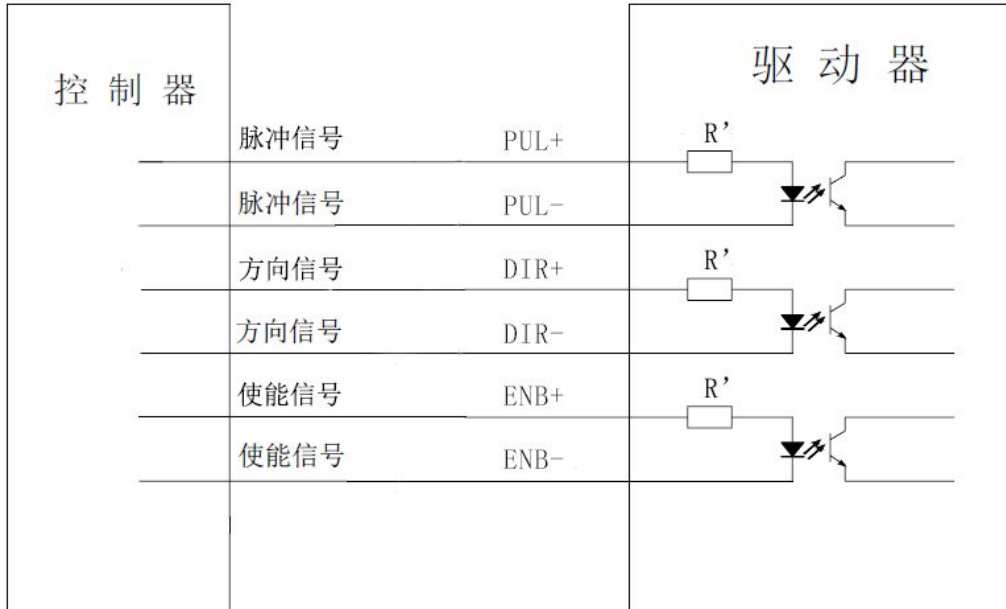 控制器
驱动器
脉冲信号 PUL+ R’
脉冲信号 PUL-
方向信号 DIR+ R’
方向信号 DIR-
使能信号 ENB+ R’
使能信号 ENB-